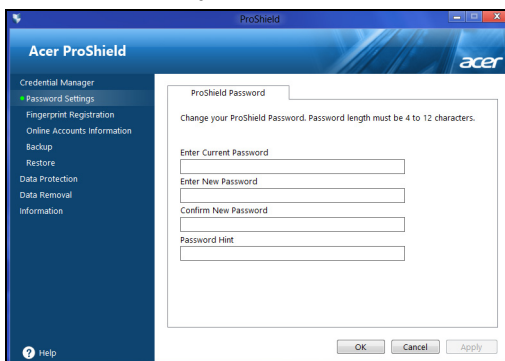 ProShield
Acer ProShield
acer
Credential Manager
Password Settings
Fingerprint Registration
Online Accounts Information
Backup
Restore
Data Protection
Data Removal
Information
Help
ProShield Password
Change your ProShield Password. Password length must be 4 to 12 characters.
Enter Current Password
Enter New Password
Confirm New Password
Password Hint
OK Cancel Apply